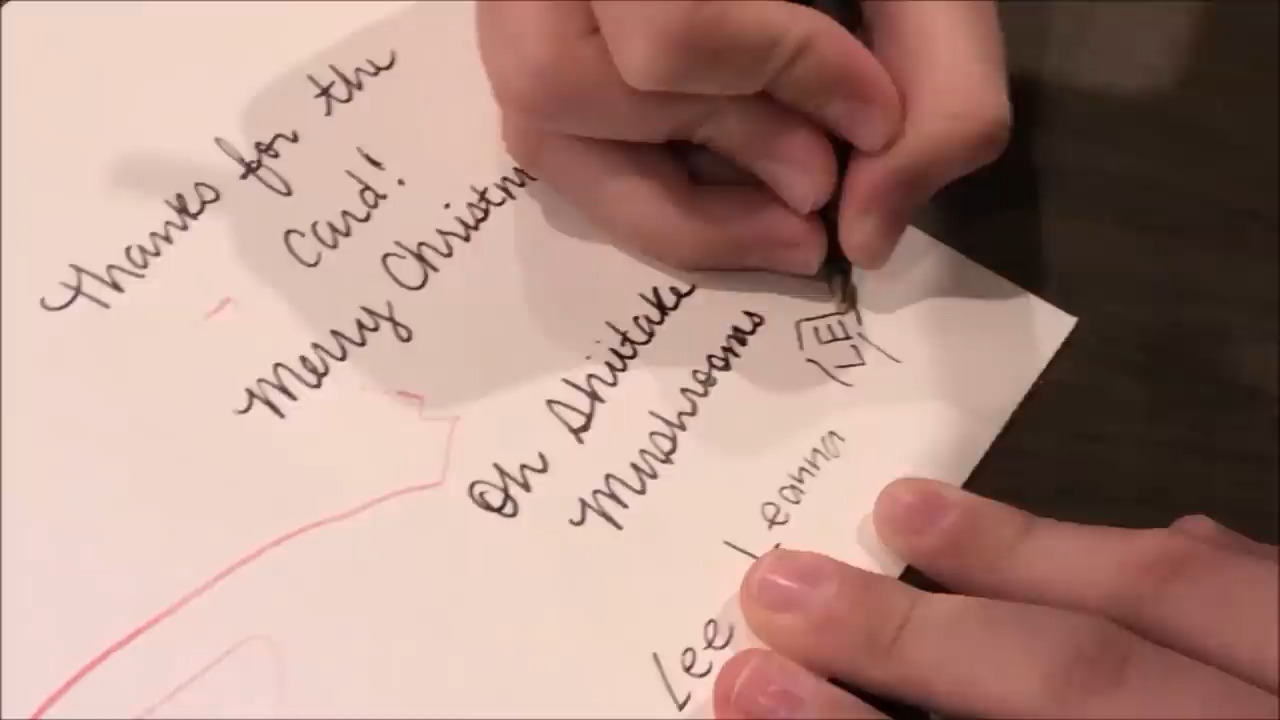 Thanks for the
Card!
Merry Christm
Oh Shiitake
Mushrooms
(LE
Leanna
Lee